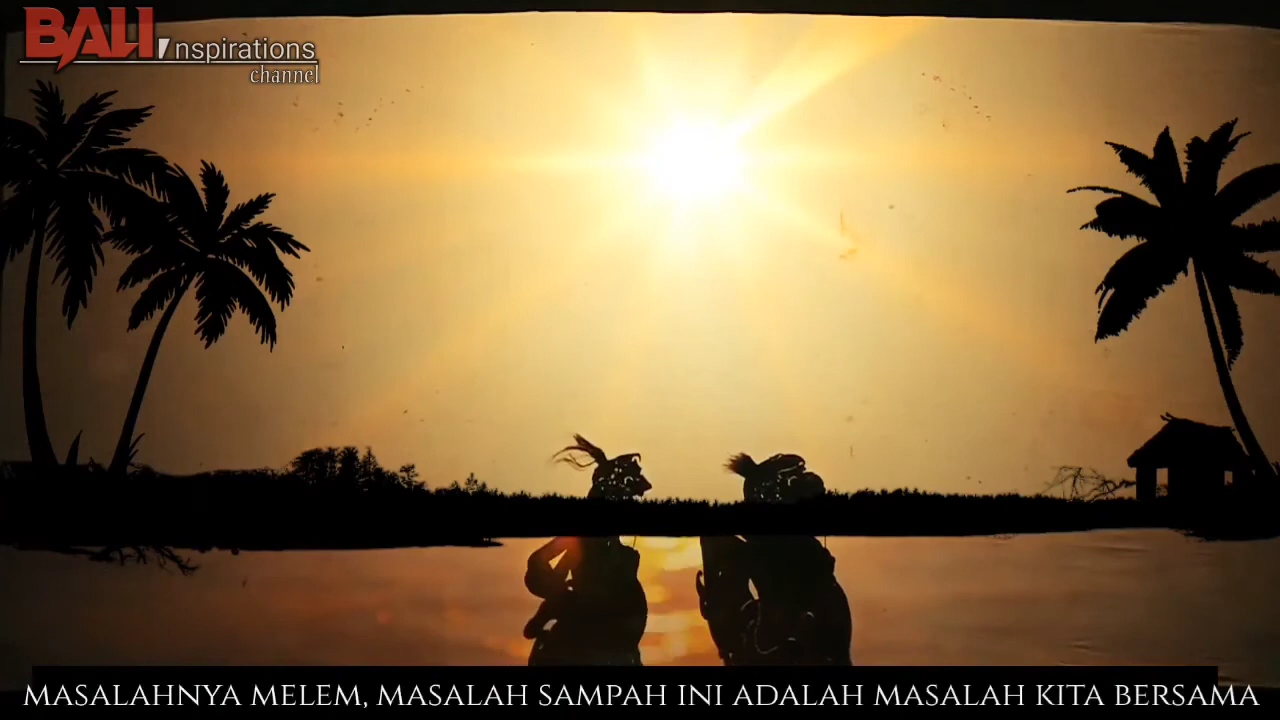 BALI
Inspirations
channel
MASALAHNYA MELEM, MASALAH SAMPAH INI ADALAH MASALAH KITA BERSAMA